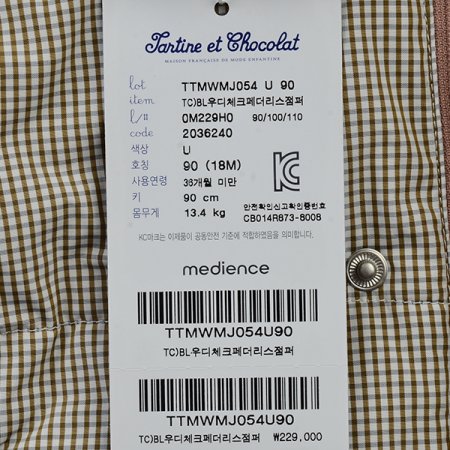 Tartine et Chocolat
MAISON FRANÇAISE DE MODE ENFANTINE
lot TTMWMJ054 U 90
item TC)BL우디체크페더리스점퍼
l/# 0M229H0 90/100/110
code 2036240
색상 U
호칭 90 (18M)
사용연령 36개월 미만
키 90 cm
몸무게 13.4 kg
안전확인신고확인증번호
CB014R873-8008
KC마크는 이제품이 공동안전 기준에 적합하였음을 의미합니다.
medience
TTMWMJ054U90
TC)BL우디체크페더리스점퍼
TTMWMJ054U90
TC)BL우디체크페더리스점퍼 ₩229,000